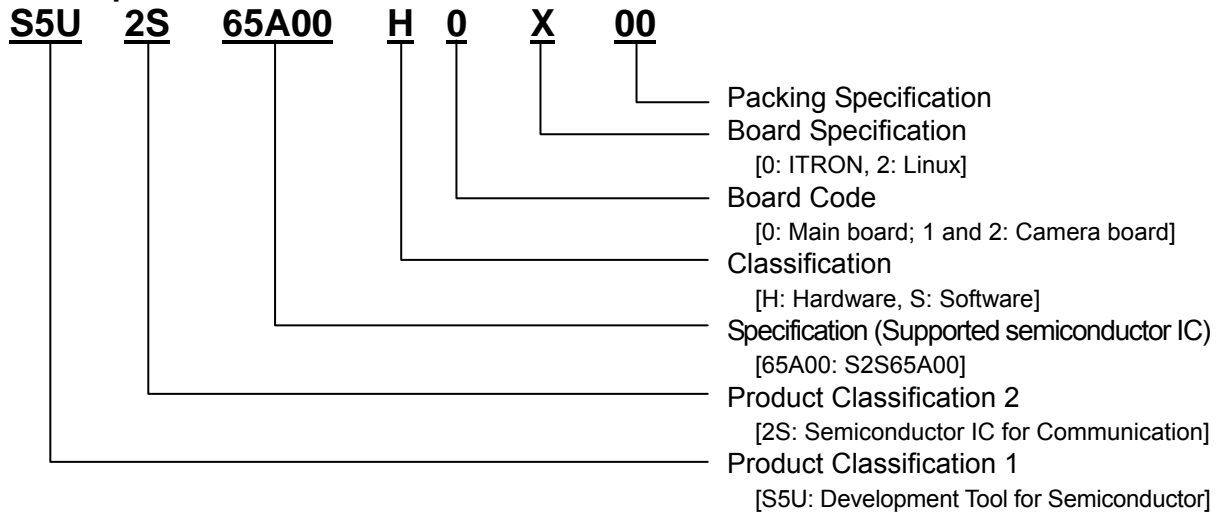 S5U 2S 65A00 H 0 X 00
Packing Specification
Board Specification
[0: ITRON, 2: Linux]
Board Code
[0: Main board; 1 and 2: Camera board]
Classification
[H: Hardware, S: Software]
Specification (Supported semiconductor IC)
[65A00: S2S65A00]
Product Classification 2
[2S: Semiconductor IC for Communication]
Product Classification 1
[S5U: Development Tool for Semiconductor]